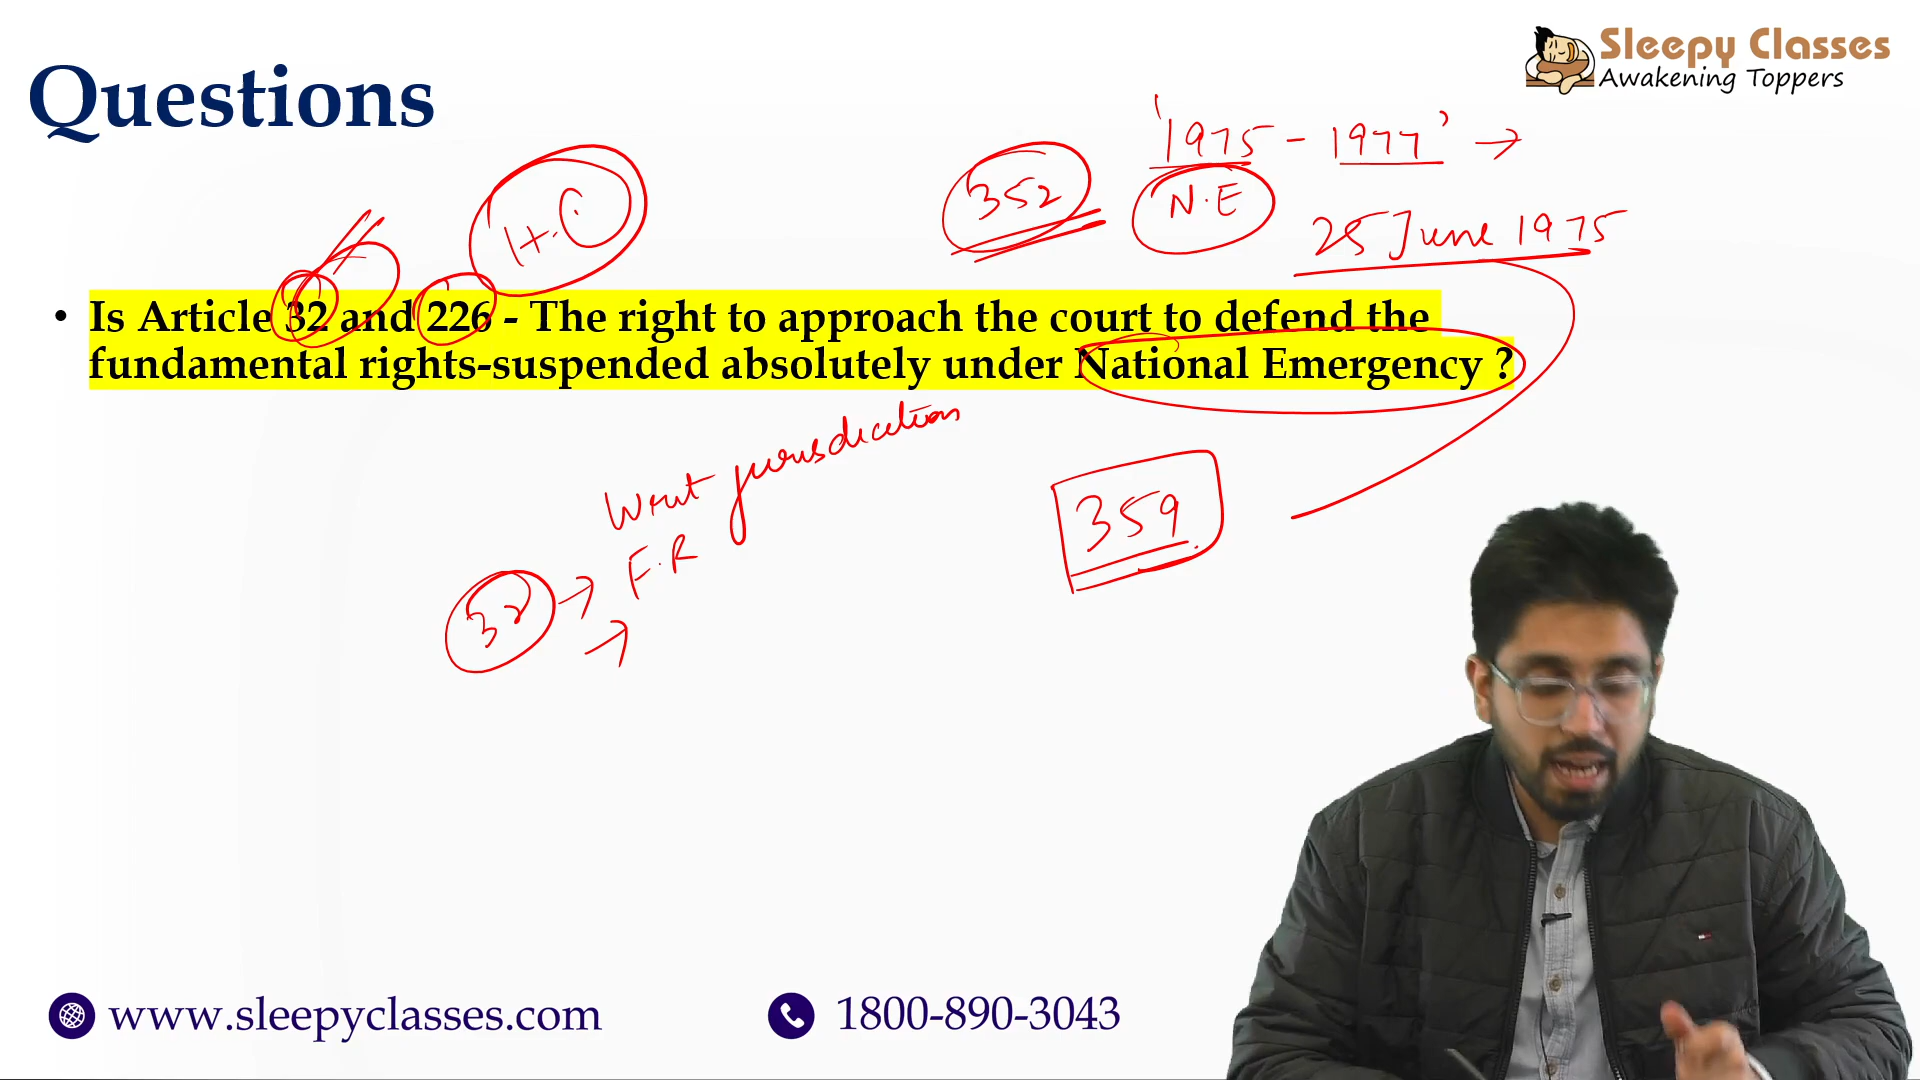 Sleepy Classes
Awakening Toppers
Questions
'1975 - 1977' →
352
N.E
H.C
25 June 1975
• Is Article 32 and 226 - The right to approach the court to defend the
fundamental rights-suspended absolutely under National Emergency ?
Writ jurisdiction
359
F.R
32 →
→
www.sleepyclasses.com
1800-890-3043